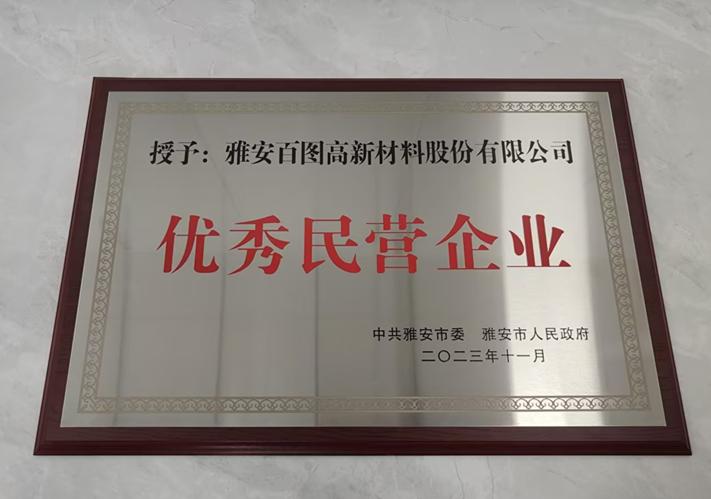 授予：雅安百图高新材料股份有限公司
优秀民营企业
中共雅安市委　雅安市人民政府
二〇二三年十一月